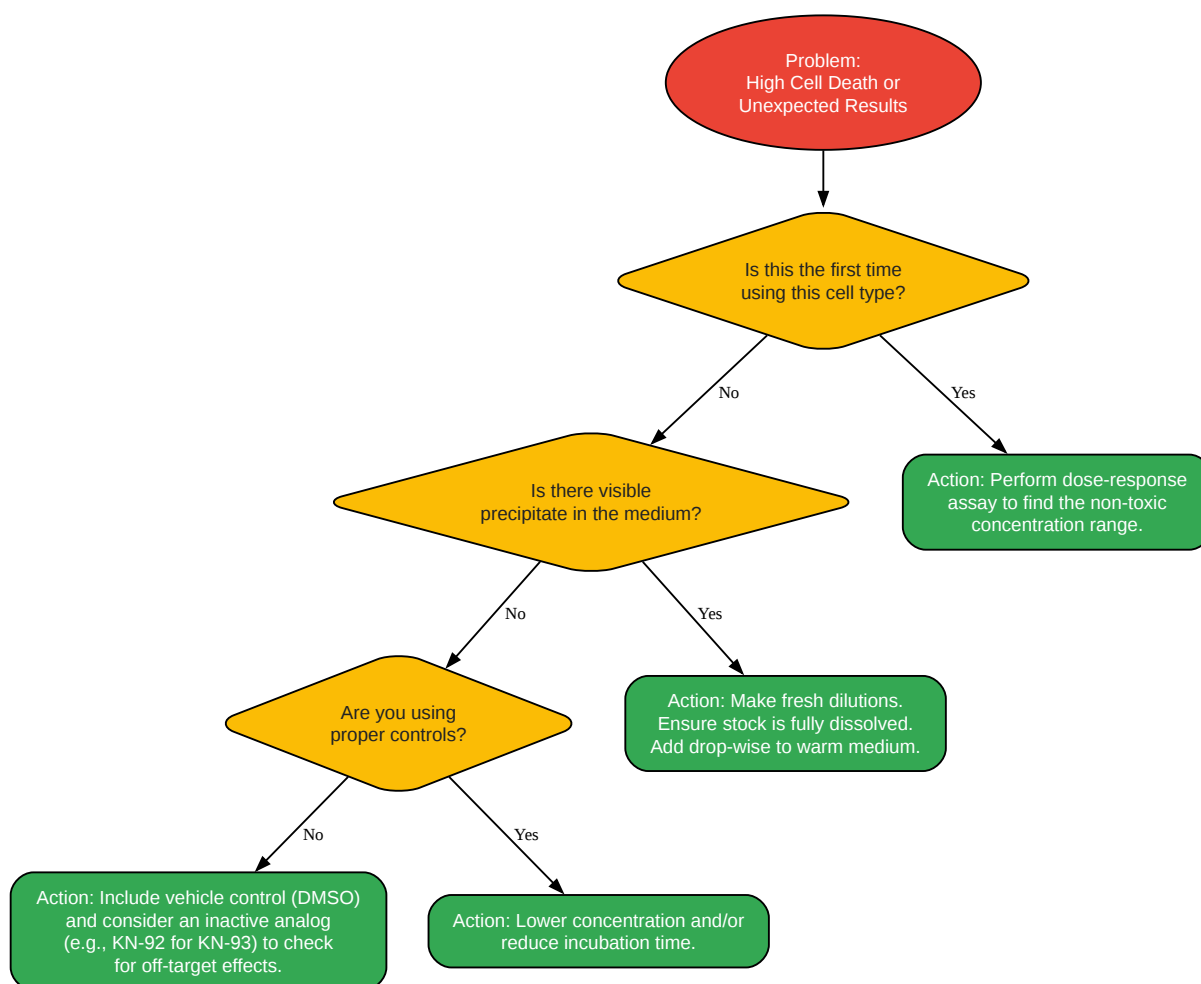 Problem:
High Cell Death or
Unexpected Results
Is this the first time
using this cell type?
No
Yes
Is there visible
precipitate in the medium?
Action: Perform dose-response
assay to find the non-toxic
concentration range.
No
Yes
Are you using
proper controls?
Action: Make fresh dilutions.
Ensure stock is fully dissolved.
Add drop-wise to warm medium.
No
Yes
Action: Include vehicle control (DMSO)
and consider an inactive analog
(e.g., KN-92 for KN-93) to check
for off-target effects.
Action: Lower concentration and/or
reduce incubation time.